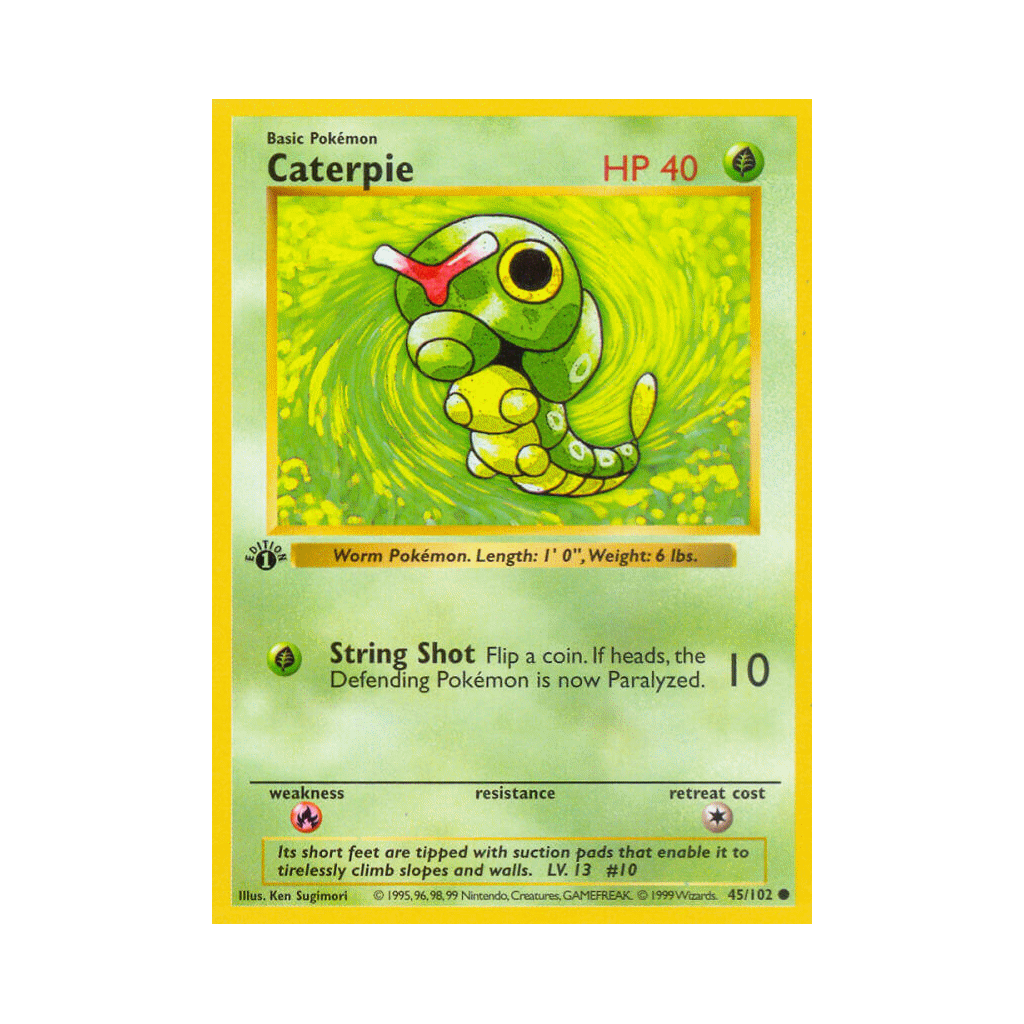 Basic Pokémon
Caterpie HP 40
EDITION 1
Worm Pokémon. Length: 1' 0", Weight: 6 lbs.
String Shot Flip a coin. If heads, the 10
Defending Pokémon is now Paralyzed.
weakness resistance retreat cost
Its short feet are tipped with suction pads that enable it to
tirelessly climb slopes and walls. LV. 13 #10
Illus. Ken Sugimori © 1995, 96, 98, 99 Nintendo, Creatures, GAMEFREAK. © 1999 Wizards. 45/102